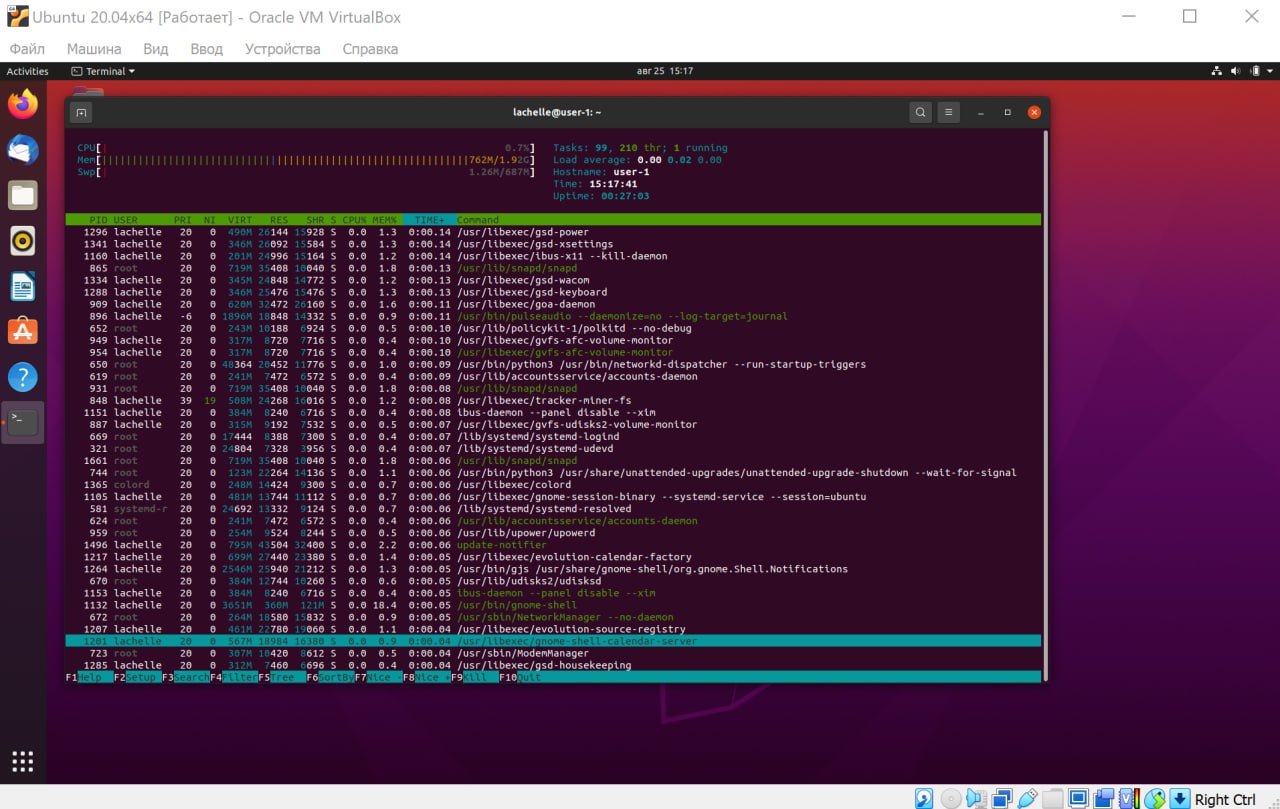 Ubuntu 20.04x64 [Работает] - Oracle VM VirtualBox
Файл Машина Вид Ввод Устройства Справка
Activities Terminal авг 25 15:17
lachelle@user-1: ~
CPU[| 0.7%] Tasks: 99, 210 thr; 1 running
Mem[||||||||||||||||||||||||||||||||||||||||||||||||||||||||||||||762M/1.92G] Load average: 0.00 0.02 0.00
Swp[| 1.26M/687M] Hostname: user-1
Time: 15:17:41
Uptime: 00:27:03
PID USER PRI NI VIRT RES SHR S CPU% MEM% TIME+ Command
1296 lachelle 20 0 490M 26144 15928 S 0.0 1.3 0:00.14 /usr/libexec/gsd-power
1341 lachelle 20 0 346M 26092 15584 S 0.0 1.3 0:00.14 /usr/libexec/gsd-xsettings
1160 lachelle 20 0 201M 24996 15164 S 0.0 1.2 0:00.14 /usr/libexec/ibus-x11 --kill-daemon
865 root 20 0 719M 35408 10040 S 0.0 1.8 0:00.13 /usr/lib/snapd/snapd
1334 lachelle 20 0 345M 24848 14772 S 0.0 1.2 0:00.13 /usr/libexec/gsd-wacom
1288 lachelle 20 0 346M 25476 15476 S 0.0 1.3 0:00.13 /usr/libexec/gsd-keyboard
909 lachelle 20 0 620M 32472 26160 S 0.0 1.6 0:00.11 /usr/libexec/goa-daemon
896 lachelle -6 0 1896M 18848 14332 S 0.0 0.9 0:00.11 /usr/bin/pulseaudio --daemonize=no --log-target=journal
652 root 20 0 243M 10188 6924 S 0.0 0.5 0:00.10 /usr/lib/policykit-1/polkitd --no-debug
949 lachelle 20 0 317M 8720 7716 S 0.0 0.4 0:00.10 /usr/libexec/gvfs-afc-volume-monitor
954 lachelle 20 0 317M 8720 7716 S 0.0 0.4 0:00.10 /usr/libexec/gvfs-afc-volume-monitor
650 root 20 0 48364 20452 11776 S 0.0 1.0 0:00.09 /usr/bin/python3 /usr/bin/networkd-dispatcher --run-startup-triggers
619 root 20 0 241M 7472 6572 S 0.0 0.4 0:00.09 /usr/lib/accountsservice/accounts-daemon
931 root 20 0 719M 35408 10040 S 0.0 1.8 0:00.08 /usr/lib/snapd/snapd
848 lachelle 39 19 508M 24268 16016 S 0.0 1.2 0:00.08 /usr/libexec/tracker-miner-fs
1151 lachelle 20 0 384M 8240 6716 S 0.0 0.4 0:00.08 ibus-daemon --panel disable --xim
887 lachelle 20 0 315M 9192 7532 S 0.0 0.5 0:00.07 /usr/libexec/gvfs-udisks2-volume-monitor
669 root 20 0 17444 8388 7300 S 0.0 0.4 0:00.07 /lib/systemd/systemd-logind
321 root 20 0 24804 7328 3956 S 0.0 0.4 0:00.07 /lib/systemd/systemd-udevd
1661 root 20 0 719M 35408 10040 S 0.0 1.8 0:00.06 /usr/lib/snapd/snapd
744 root 20 0 123M 22264 14136 S 0.0 1.1 0:00.06 /usr/bin/python3 /usr/share/unattended-upgrades/unattended-upgrade-shutdown --wait-for-signal
1365 colord 20 0 248M 14424 9300 S 0.0 0.7 0:00.06 /usr/libexec/colord
1105 lachelle 20 0 481M 13744 11112 S 0.0 0.7 0:00.06 /usr/libexec/gnome-session-binary --systemd-service --session=ubuntu
581 systemd-r 20 0 24692 13332 9124 S 0.0 0.7 0:00.06 /lib/systemd/systemd-resolved
624 root 20 0 241M 7472 6572 S 0.0 0.4 0:00.06 /usr/lib/accountsservice/accounts-daemon
959 root 20 0 254M 9524 8244 S 0.0 0.5 0:00.06 /usr/lib/upower/upowerd
1496 lachelle 20 0 795M 43504 32400 S 0.0 2.2 0:00.06 update-notifier
1217 lachelle 20 0 699M 27440 23380 S 0.0 1.4 0:00.05 /usr/libexec/evolution-calendar-factory
1264 lachelle 20 0 2546M 25940 21212 S 0.0 1.3 0:00.05 /usr/bin/gjs /usr/share/gnome-shell/org.gnome.Shell.Notifications
670 root 20 0 384M 12744 10260 S 0.0 0.6 0:00.05 /usr/lib/udisks2/udisksd
1153 lachelle 20 0 384M 8240 6716 S 0.0 0.4 0:00.05 ibus-daemon --panel disable --xim
1132 lachelle 20 0 3651M 360M 121M S 0.0 18.4 0:00.05 /usr/bin/gnome-shell
672 root 20 0 264M 18580 15832 S 0.0 0.9 0:00.05 /usr/sbin/NetworkManager --no-daemon
1207 lachelle 20 0 461M 22780 19060 S 0.0 1.1 0:00.04 /usr/libexec/evolution-source-registry
1201 lachelle 20 0 567M 18984 16380 S 0.0 0.9 0:00.04 /usr/libexec/gnome-shell-calendar-server
723 root 20 0 307M 10420 8612 S 0.0 0.5 0:00.04 /usr/sbin/ModemManager
1285 lachelle 20 0 312M 7460 6696 S 0.0 0.4 0:00.04 /usr/libexec/gsd-housekeeping
F1Help F2Setup F3SearchF4FilterF5Tree F6SortByF7Nice -F8Nice +F9Kill F10Quit
Right Ctrl